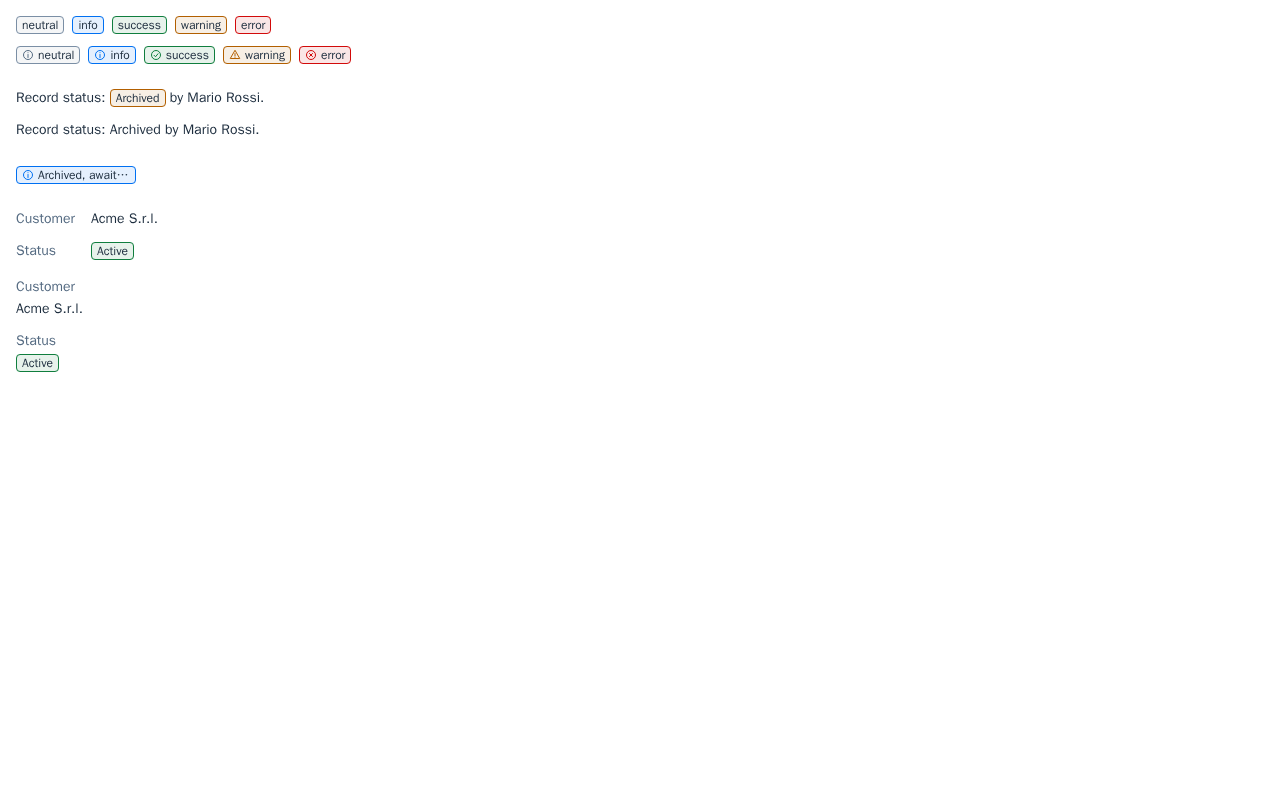 neutral info success warning error
neutral info success warning error
Record status: Archived by Mario Rossi.
Record status: Archived by Mario Rossi.
Archived, await…
Customer Acme S.r.l.
Status Active
Customer
Acme S.r.l.
Status
Active